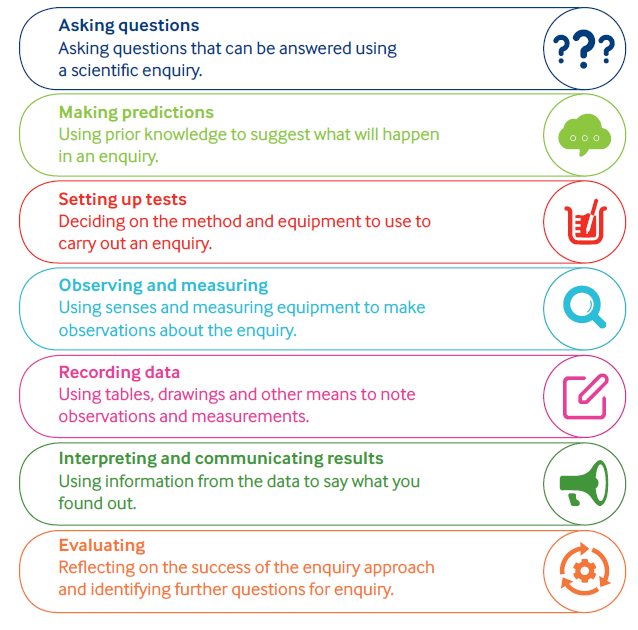 Asking questions
Asking questions that can be answered using
a scientific enquiry.
???
Making predictions
Using prior knowledge to suggest what will happen
in an enquiry.
Setting up tests
Deciding on the method and equipment to use to
carry out an enquiry.
Observing and measuring
Using senses and measuring equipment to make
observations about the enquiry.
Recording data
Using tables, drawings and other means to note
observations and measurements.
Interpreting and communicating results
Using information from the data to say what you
found out.
Evaluating
Reflecting on the success of the enquiry approach
and identifying further questions for enquiry.